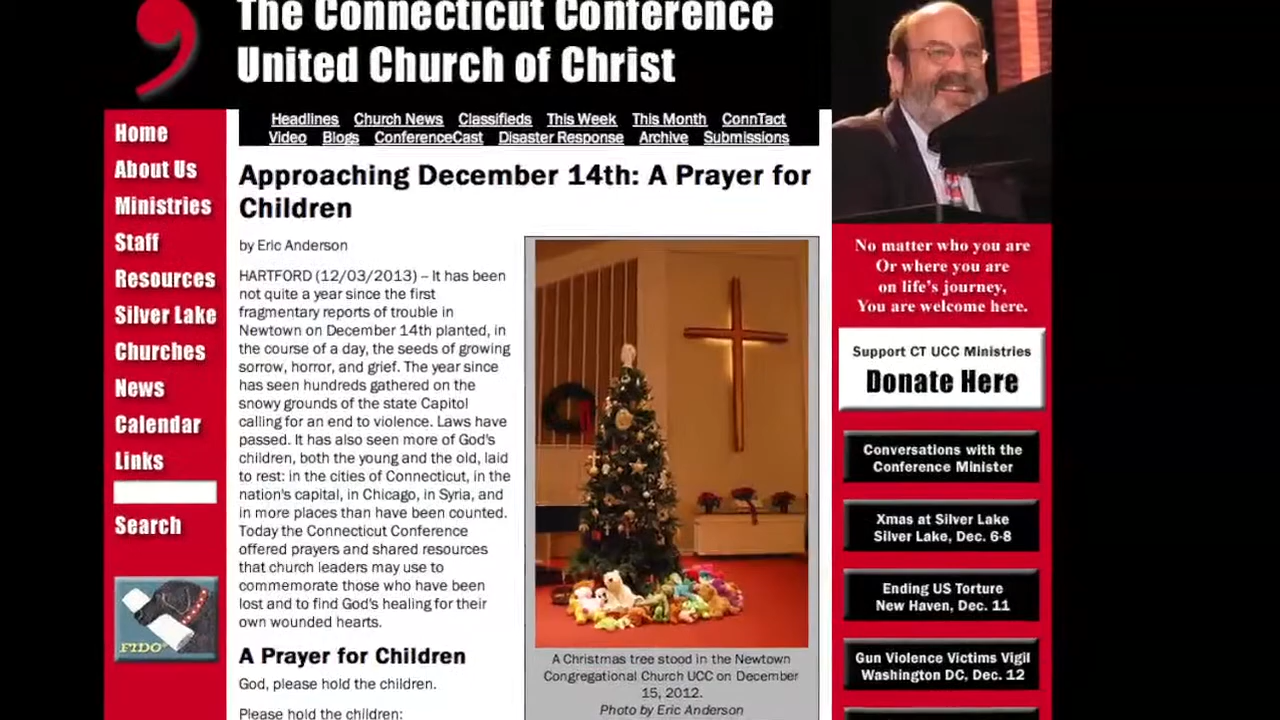 The Connecticut Conference
United Church of Christ
Headlines Church News Classifieds This Week This Month ConnTact
Video Blogs ConferenceCast Disaster Response Archive Submissions
Home
About Us
Ministries
Staff
Resources
Silver Lake
Churches
News
Calendar
Links
Search
FIDO
Approaching December 14th: A Prayer for
Children
by Eric Anderson
HARTFORD (12/03/2013) – It has been
not quite a year since the first
fragmentary reports of trouble in
Newtown on December 14th planted, in
the course of a day, the seeds of growing
sorrow, horror, and grief. The year since
has seen hundreds gathered on the
snowy grounds of the state Capitol
calling for an end to violence. Laws have
passed. It has also seen more of God's
children, both the young and the old, laid
to rest: in the cities of Connecticut, in the
nation's capital, in Chicago, in Syria, and
in more places than have been counted.
Today the Connecticut Conference
offered prayers and shared resources
that church leaders may use to
commemorate those who have been
lost and to find God's healing for their
own wounded hearts.
A Prayer for Children
God, please hold the children.
Please hold the children:
A Christmas tree stood in the Newtown
Congregational Church UCC on December
15, 2012.
Photo by Eric Anderson
No matter who you are
Or where you are
on life's journey,
You are welcome here.
Support CT UCC Ministries
Donate Here
Conversations with the
Conference Minister
Xmas at Silver Lake
Silver Lake, Dec. 6-8
Ending US Torture
New Haven, Dec. 11
Gun Violence Victims Vigil
Washington DC, Dec. 12